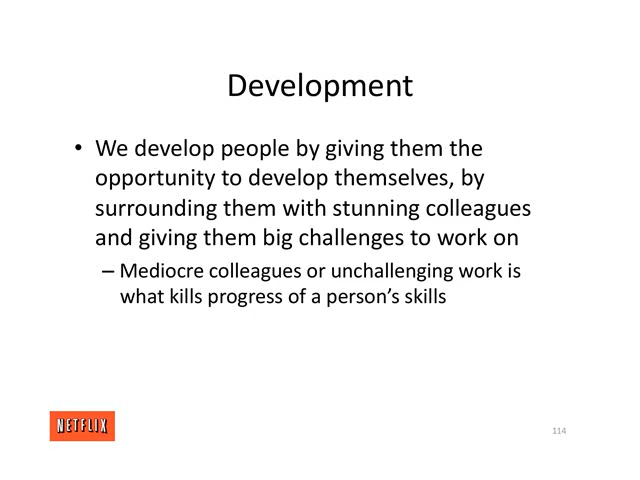 Development
• We develop people by giving them the
opportunity to develop themselves, by
surrounding them with stunning colleagues
and giving them big challenges to work on
– Mediocre colleagues or unchallenging work is
what kills progress of a person’s skills
NETFLIX
114